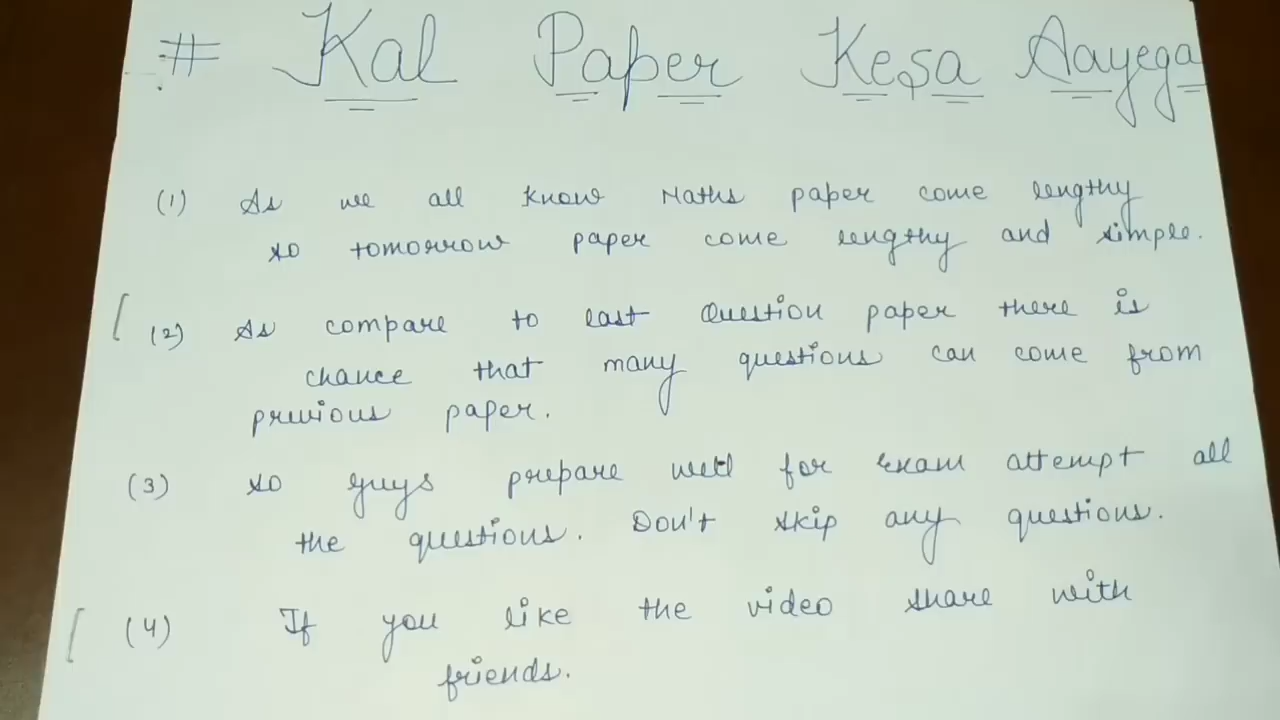 # Kal Paper Kesa Aayega
(1) As we all know Maths paper come lengthy
so tomorrow paper come lengthy and simple.
(2) As compare to last Question paper there is
chance that many questions can come from
previous paper.
(3) so guys prepare well for exam attempt all
the questions. Don't skip any questions.
(4) If you like the video share with
friends.